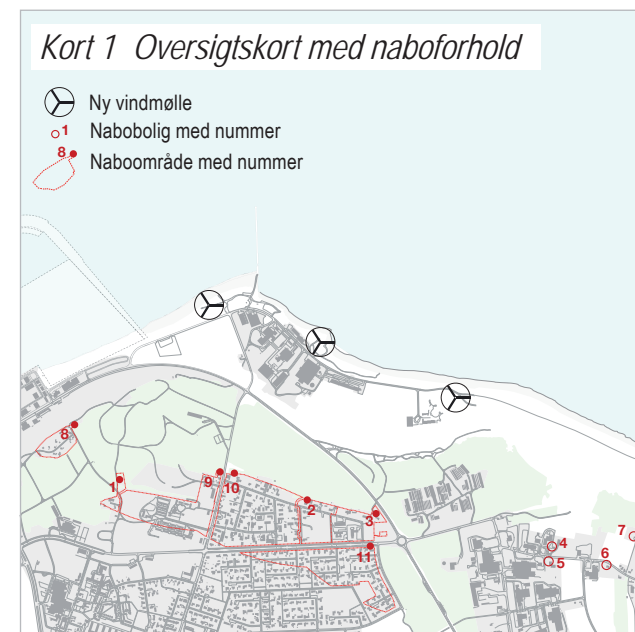 Kort 1 Oversigtskort med naboforhold
Ny vindmølle
1 Nabobolig med nummer
8 Naboområde med nummer
8
1
9
10
2
3
11
4
5
6
7